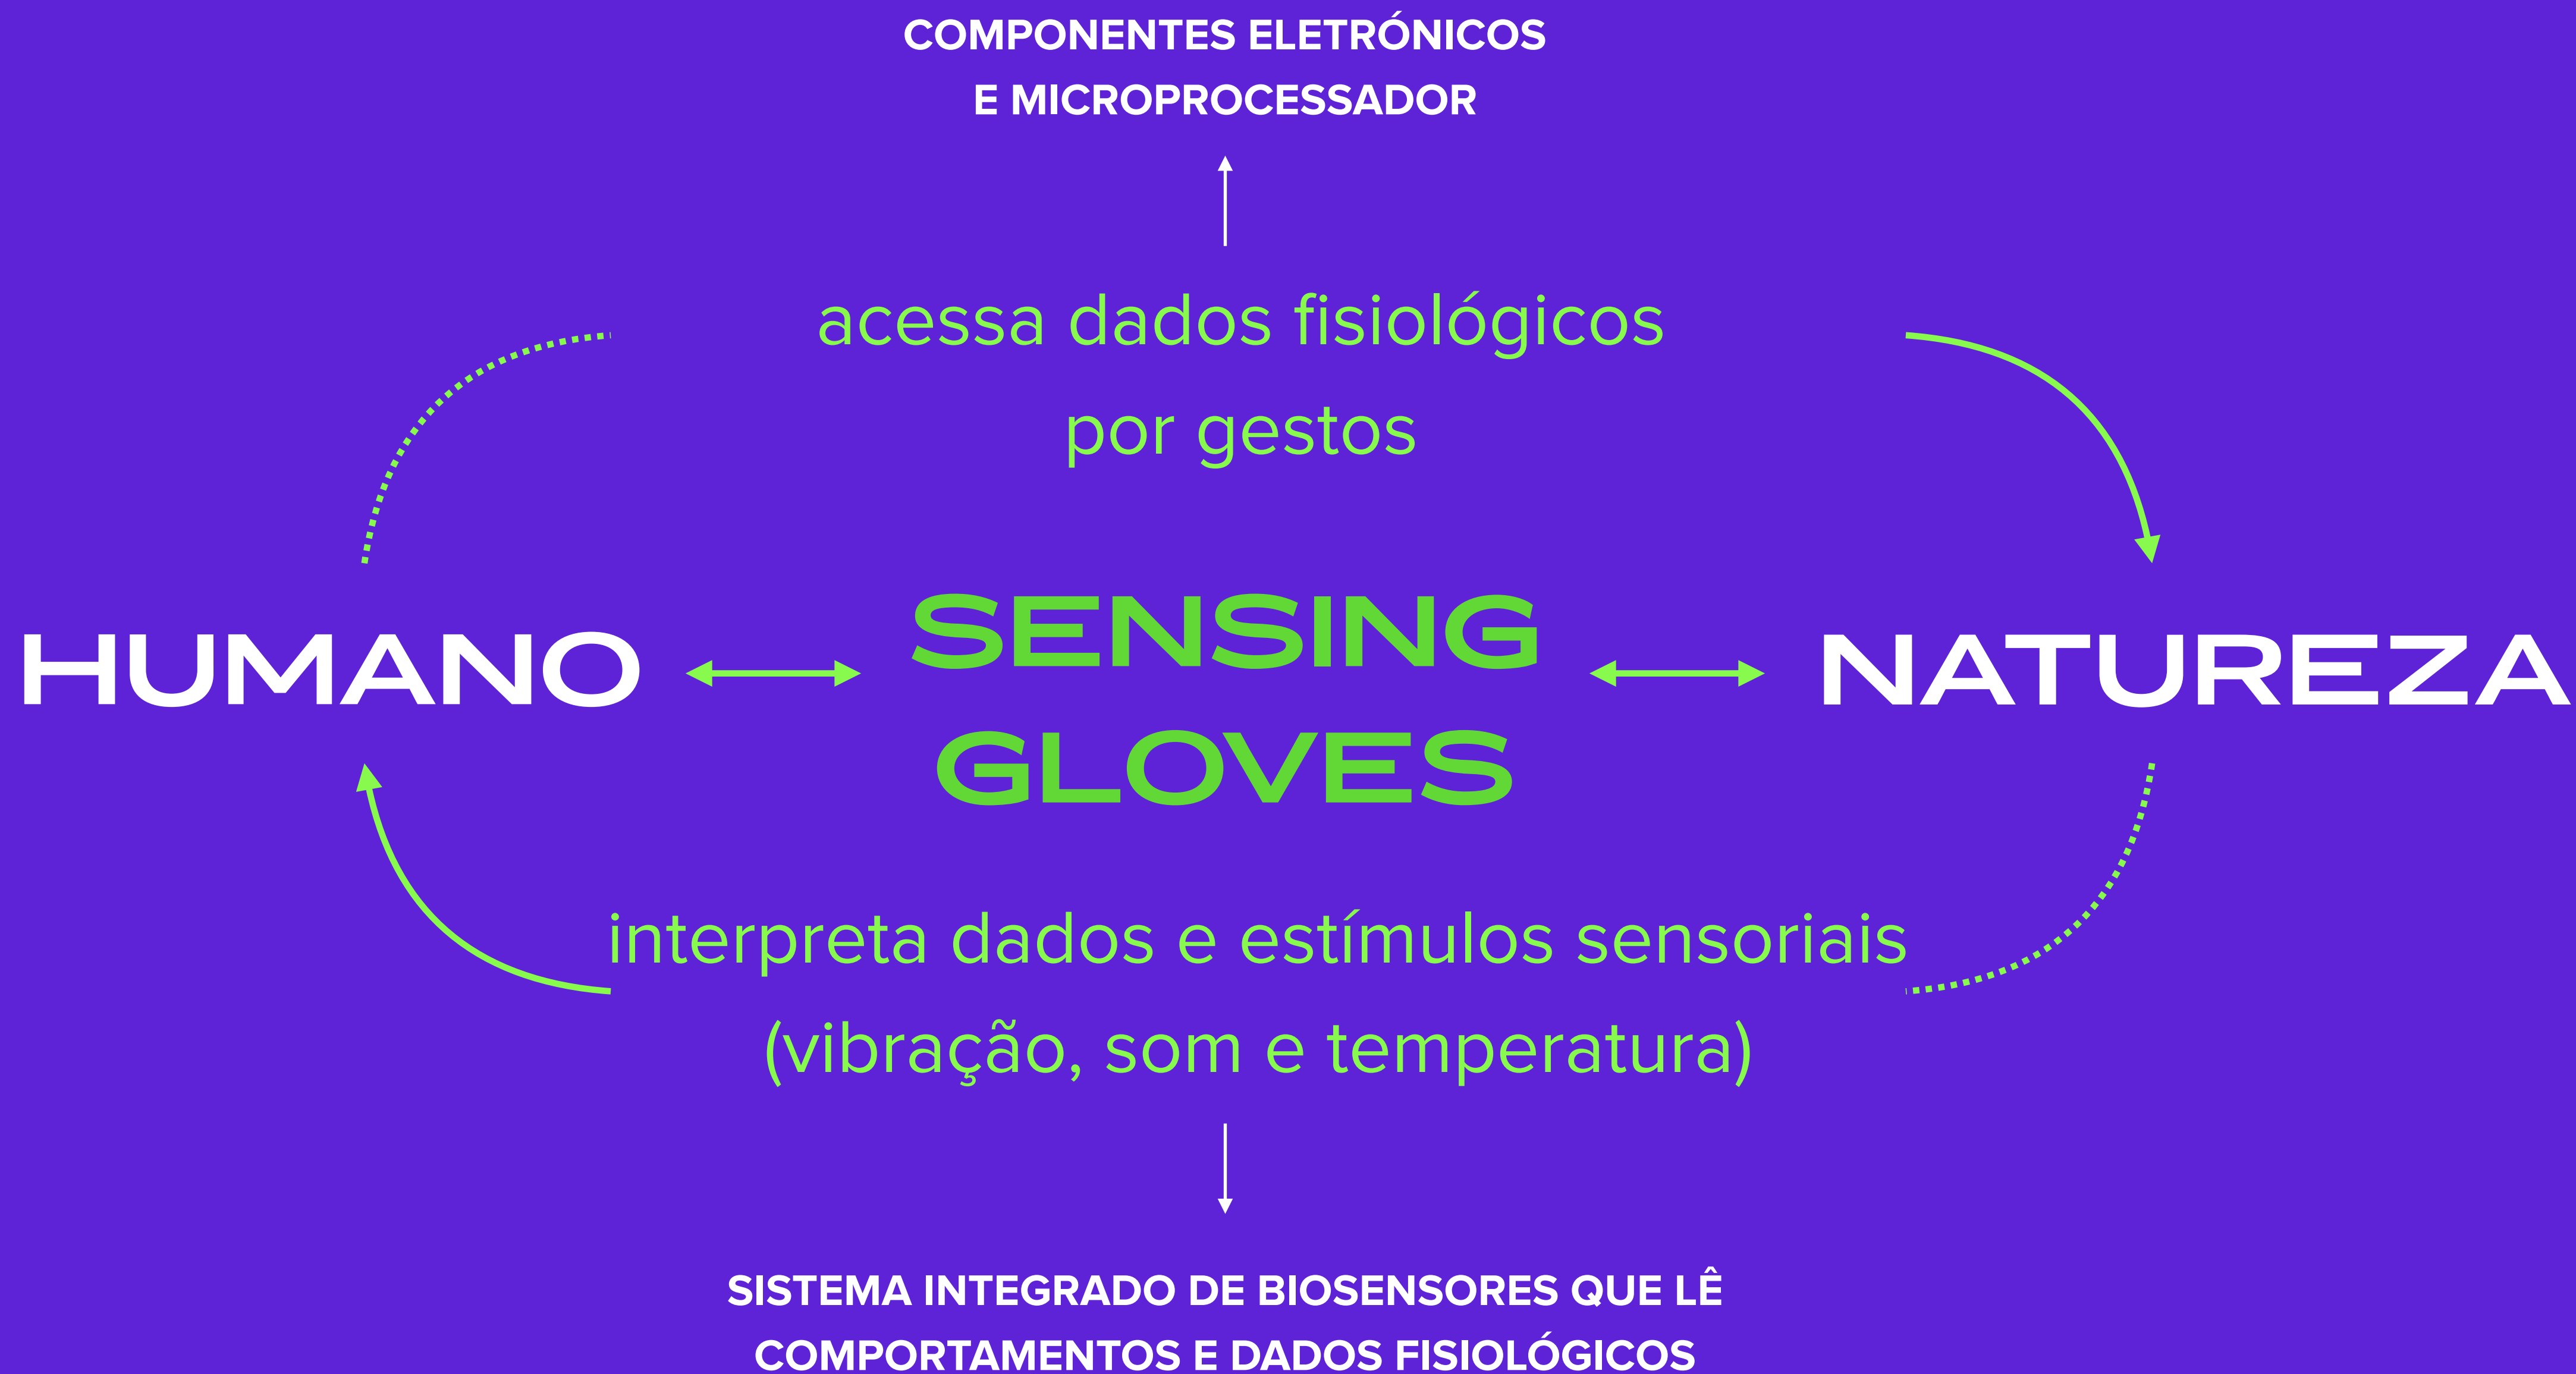 COMPONENTES ELETRÓNICOS
E MICROPROCESSADOR
acessa dados fisiológicos
por gestos
HUMANO
SENSING
GLOVES
NATUREZA
interpreta dados e estímulos sensoriais
(vibração, som e temperatura)
SISTEMA INTEGRADO DE BIOSENSORES QUE LÊ
COMPORTAMENTOS E DADOS FISIOLÓGICOS